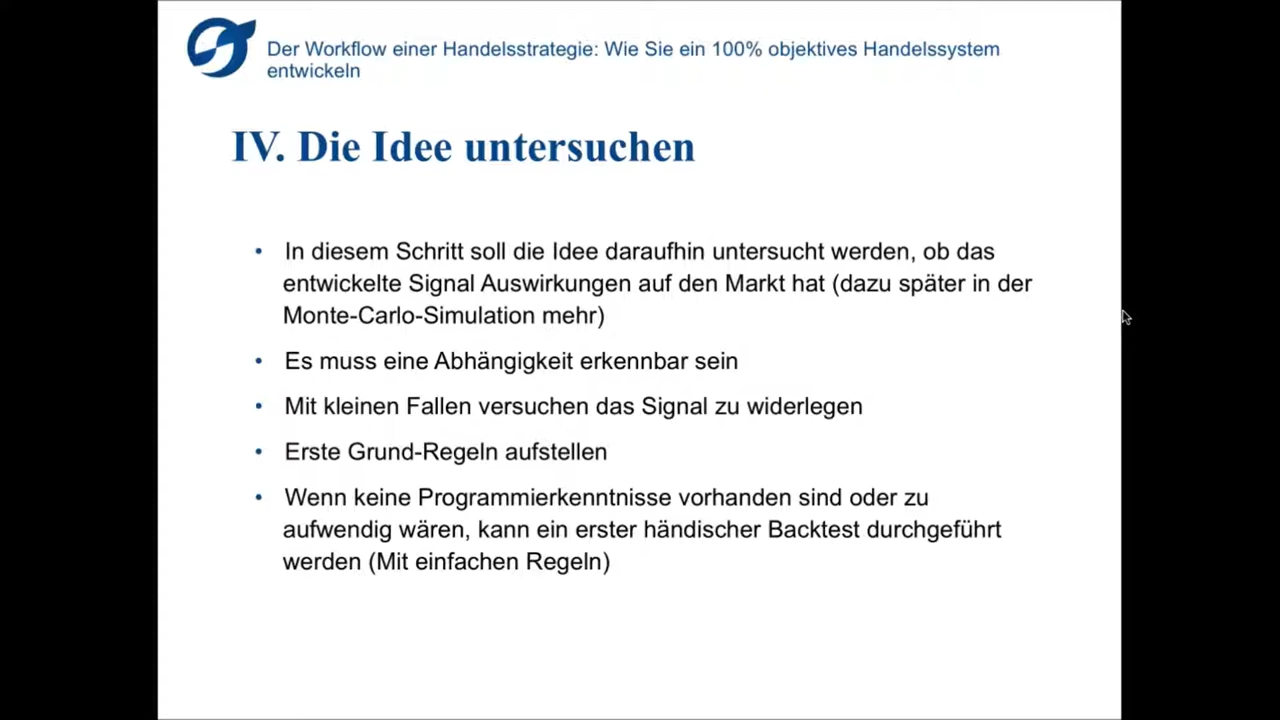 Der Workflow einer Handelsstrategie: Wie Sie ein 100% objektives Handelssystem
entwickeln
IV. Die Idee untersuchen
• In diesem Schritt soll die Idee daraufhin untersucht werden, ob das
entwickelte Signal Auswirkungen auf den Markt hat (dazu später in der
Monte-Carlo-Simulation mehr)
• Es muss eine Abhängigkeit erkennbar sein
• Mit kleinen Fallen versuchen das Signal zu widerlegen
• Erste Grund-Regeln aufstellen
• Wenn keine Programmierkenntnisse vorhanden sind oder zu
aufwendig wären, kann ein erster händischer Backtest durchgeführt
werden (Mit einfachen Regeln)